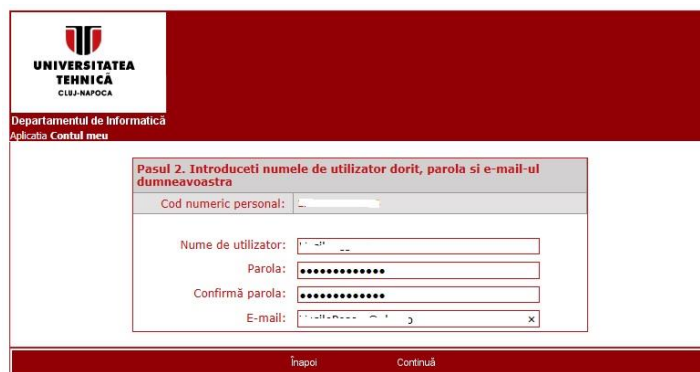 UNIVERSITATEA
TEHNICĂ
CLUJ-NAPOCA
Departamentul de Informatică
Aplicatia Contul meu
Pasul 2. Introduceti numele de utilizator dorit, parola si e-mail-ul
dumneavoastra
Cod numeric personal:
Nume de utilizator:
Parola: •••••••••••••
Confirmă parola: •••••••••••••
E-mail: ×
Înapoi Continuă